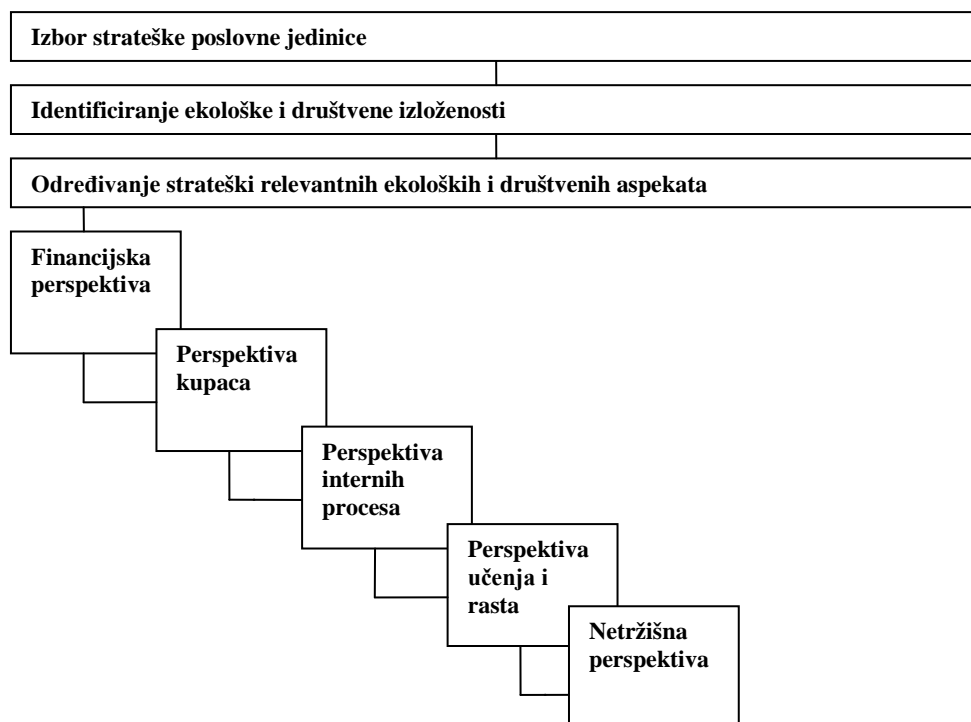 Izbor strateške poslovne jedinice
Identificiranje ekološke i društvene izloženosti
Određivanje strateški relevantnih ekoloških i društvenih aspekata
Financijska
perspektiva
Perspektiva
kupaca
Perspektiva
internih
procesa
Perspektiva
učenja i
rasta
Netržišna
perspektiva